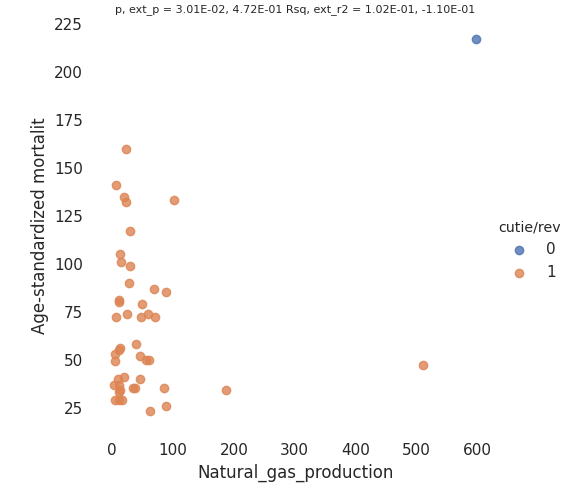 p, ext_p = 3.01E-02, 4.72E-01 Rsq, ext_r2 = 1.02E-01, -1.10E-01
225
200
175
150
125
100
75
50
25
Age-standardized mortalit
0 100 200 300 400 500 600
Natural_gas_production
cutie/rev
0
1